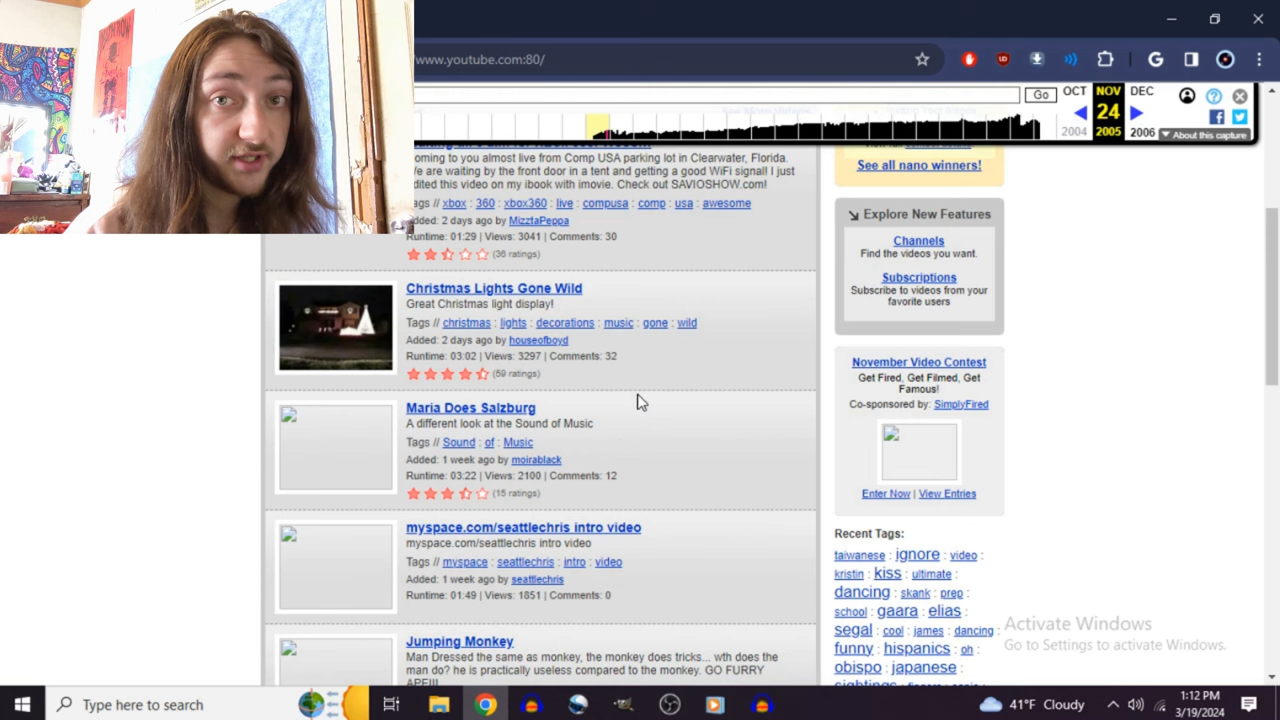 www.youtube.com:80/
Go
OCT NOV DEC
24
2004 2005 2006
About this capture
oming to you almost live from Comp USA parking lot in Clearwater, Florida.
e are waiting by the front door in a tent and getting a good WiFi signal! I just
dited this video on my ibook with imovie. Check out SAVIOSHOW.com!
ags // xbox : 360 : xbox360 : live : compusa : comp : usa : awesome
dded: 2 days ago by MizztaPeppa
Runtime: 01:29 | Views: 3041 | Comments: 30
(36 ratings)
Christmas Lights Gone Wild
Great Christmas light display!
Tags // christmas : lights : decorations : music : gone : wild
Added: 2 days ago by houseofboyd
Runtime: 03:02 | Views: 3297 | Comments: 32
(59 ratings)
Maria Does Salzburg
A different look at the Sound of Music
Tags // Sound : of : Music
Added: 1 week ago by moirablack
Runtime: 03:22 | Views: 2100 | Comments: 12
(15 ratings)
myspace.com/seattlechris intro video
myspace.com/seattlechris intro video
Tags // myspace : seattlechris : intro : video
Added: 1 week ago by seattlechris
Runtime: 01:49 | Views: 1851 | Comments: 0
Jumping Monkey
Man Dressed the same as monkey, the monkey does tricks... wth does the
man do? he is practically useless compared to the monkey. GO FURRY
See all nano winners!
Explore New Features
Channels
Find the videos you want.
Subscriptions
Subscribe to videos from your
favorite users
November Video Contest
Get Fired, Get Filmed, Get
Famous!
Co-sponsored by: SimplyFired
Enter Now | View Entries
Recent Tags:
taiwanese : ignore : video :
kristin : kiss : ultimate :
dancing : skank : prep :
school : gaara : elias :
segal : cool : james : dancing :
funny : hispanics : oh :
obispo : japanese :
Activate Windows
Go to Settings to activate Windows.
Type here to search
41°F Cloudy
1:12 PM
3/19/2024